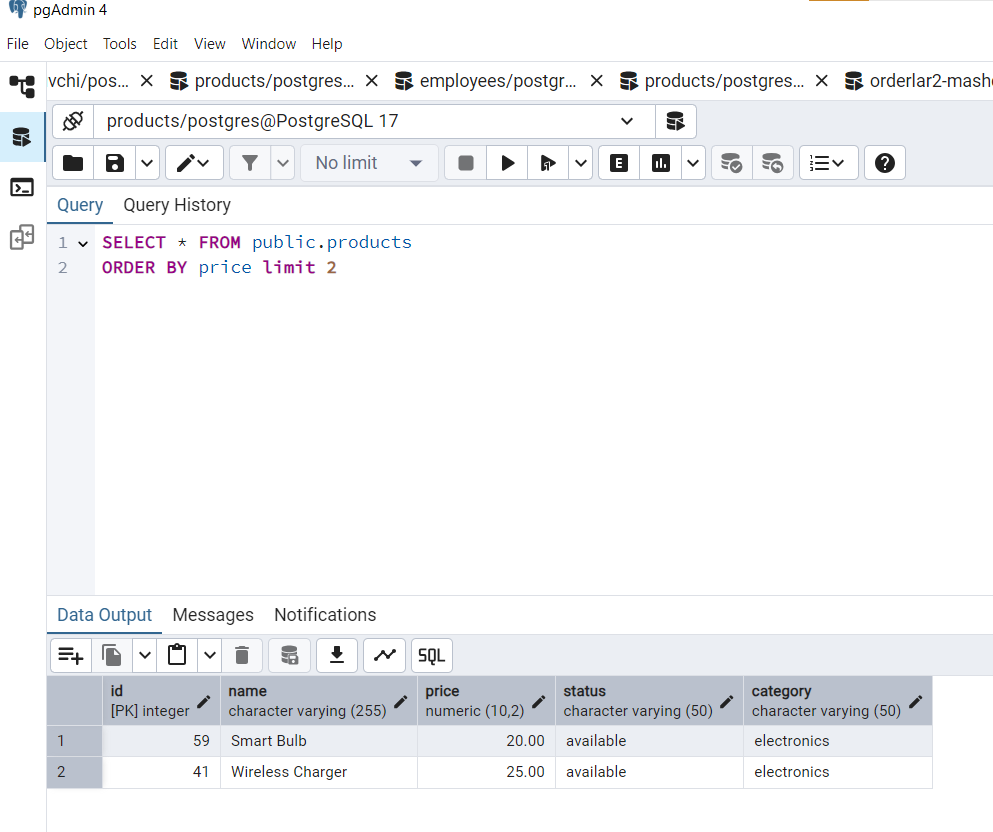 pgAdmin 4
File Object Tools Edit View Window Help
vchi/pos... products/postgres... employees/postgr... products/postgres... orderlar2-mash
products/postgres@PostgreSQL 17
No limit
E
Query Query History
1 SELECT * FROM public.products
2 ORDER BY price limit 2
Data Output Messages Notifications
SQL
id name price status category
[PK] integer character varying (255) numeric (10,2) character varying (50) character varying (50)
1 59 Smart Bulb 20.00 available electronics
2 41 Wireless Charger 25.00 available electronics